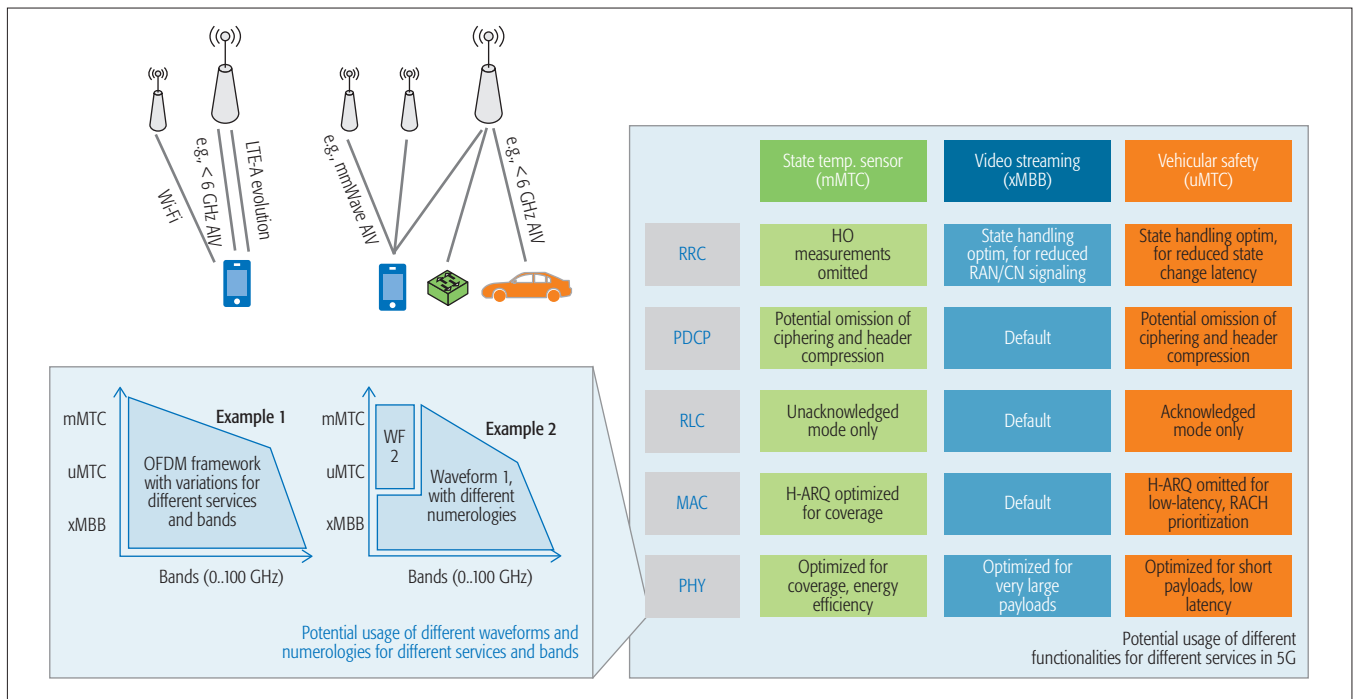 Wi-Fi
e.g., < 6 GHz AIV
LTE-A evolution
e.g., mmWave AIV
e.g., < 6 GHz AIV
State temp. sensor
(mMTC)
Video streaming
(xMBB)
Vehicular safety
(uMTC)
RRC
HO
measurements
omitted
State handling
optim, for reduced
RAN/CN signaling
State handling optim,
for reduced state
change latency
PDCP
Potential omission of
ciphering and header
compression
Default
Potential omission of
ciphering and header
compression
RLC
Unacknowledged
mode only
Default
Acknowledged
mode only
MAC
H-ARQ optimized
for coverage
Default
H-ARQ omitted for
low-latency, RACH
prioritization
PHY
Optimized for
coverage, energy
efficiency
Optimized for
very large
payloads
Optimized for short
payloads, low
latency
Potential usage of different
functionalities for different services in 5G
mMTC
uMTC
xMBB
Example 1
OFDM framework
with variations for
different services
and bands
Bands (0..100 GHz)
mMTC
uMTC
xMBB
WF
2
Example 2
Waveform 1,
with different
numerologies
Bands (0..100 GHz)
Potential usage of different waveforms and
numerologies for different services and bands